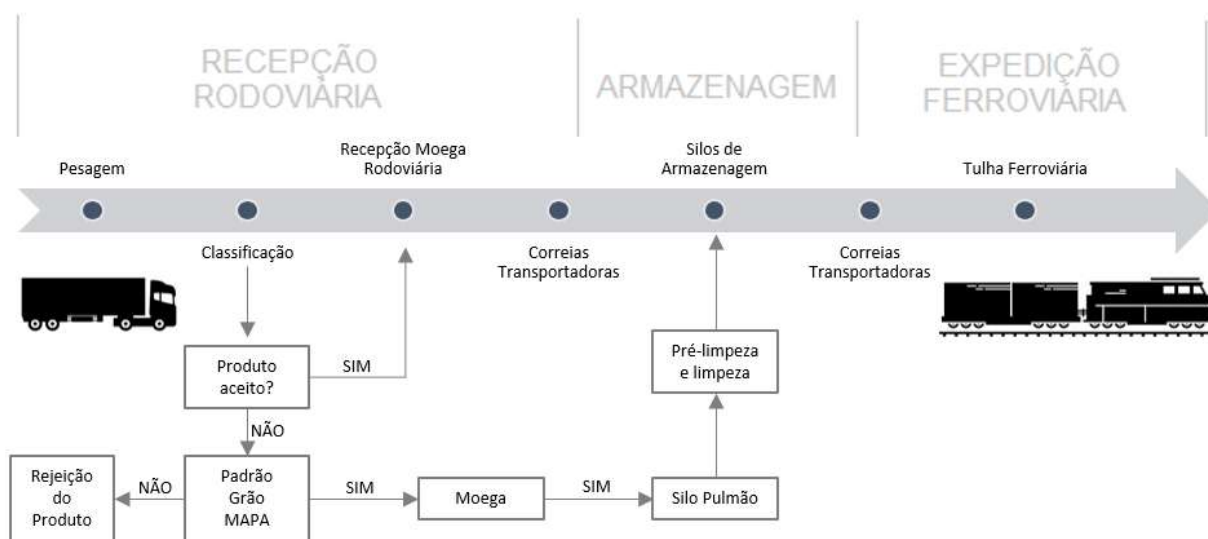 RECEPÇÃO
RODOVIÁRIA
ARMAZENAGEM
EXPEDIÇÃO
FERROVIÁRIA
Pesagem
Recepção Moega
Rodoviária
Silos de
Armazenagem
Tulha Ferroviária
Classificação
Correias
Transportadoras
Correias
Transportadoras
Produto
aceito?
SIM
Pré-limpeza
e limpeza
NÃO
Rejeição
do
Produto
NÃO
Padrão
Grão
MAPA
SIM
Moega
SIM
Silo Pulmão